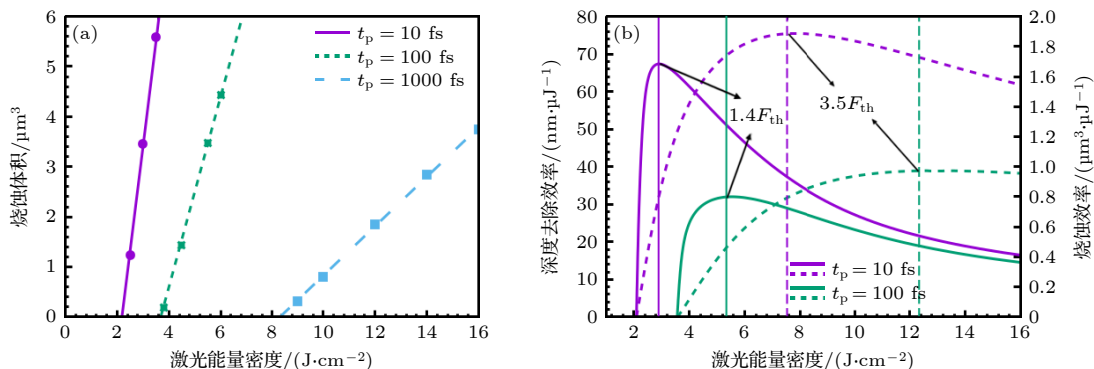 (a)
t_p = 10 fs
t_p = 100 fs
t_p = 1000 fs
烧蚀体积/μm³
6
5
4
3
2
1
0
0 2 4 6 8 10 12 14 16
激光能量密度/(J·cm⁻²)
(b)
深度去除效率/(nm·μJ⁻¹)
80
70
60
50
40
30
20
10
0
1.4F_th
3.5F_th
t_p = 10 fs
t_p = 100 fs
2.0
1.8
1.6
1.4
1.2
1.0
0.8
0.6
0.4
0.2
0
烧蚀效率/(μm³·μJ⁻¹)
2 4 6 8 10 12 14 16
激光能量密度/(J·cm⁻²)